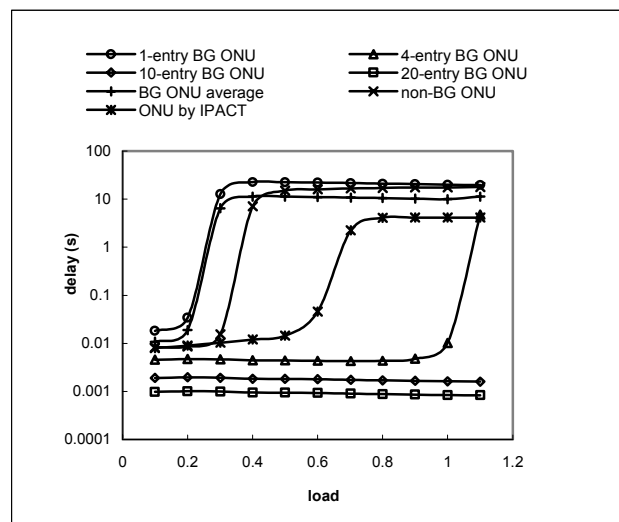 1-entry BG ONU 4-entry BG ONU
10-entry BG ONU 20-entry BG ONU
BG ONU average non-BG ONU
ONU by IPACT
100
10
1
0.1
0.01
0.001
0.0001
delay (s)
0 0.2 0.4 0.6 0.8 1 1.2
load